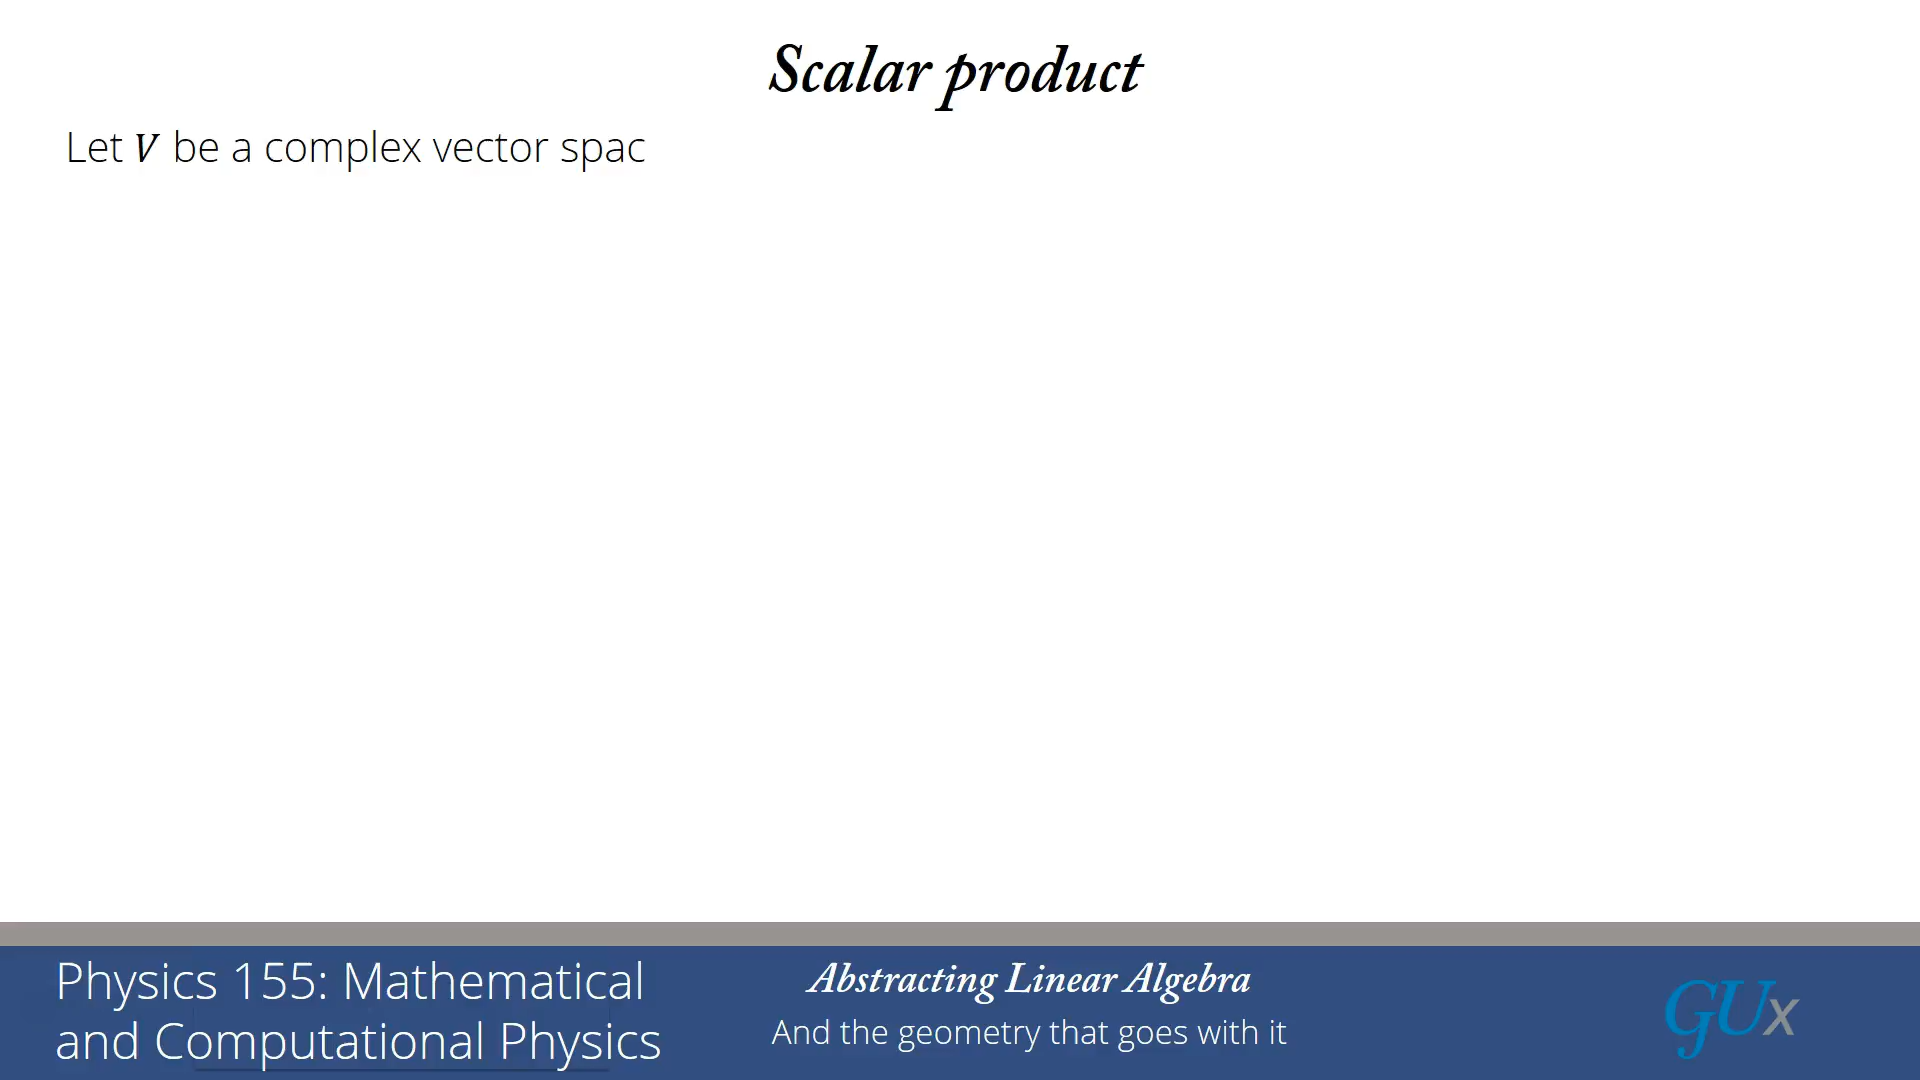 Scalar product
Let V be a complex vector spac
Physics 155: Mathematical
and Computational Physics
Abstracting Linear Algebra
And the geometry that goes with it
GUx